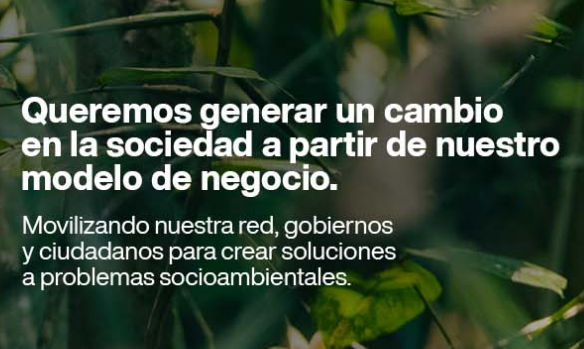 Queremos generar un cambio
en la sociedad a partir de nuestro
modelo de negocio.
Movilizando nuestra red, gobiernos
y ciudadanos para crear soluciones
a problemas socioambientales.